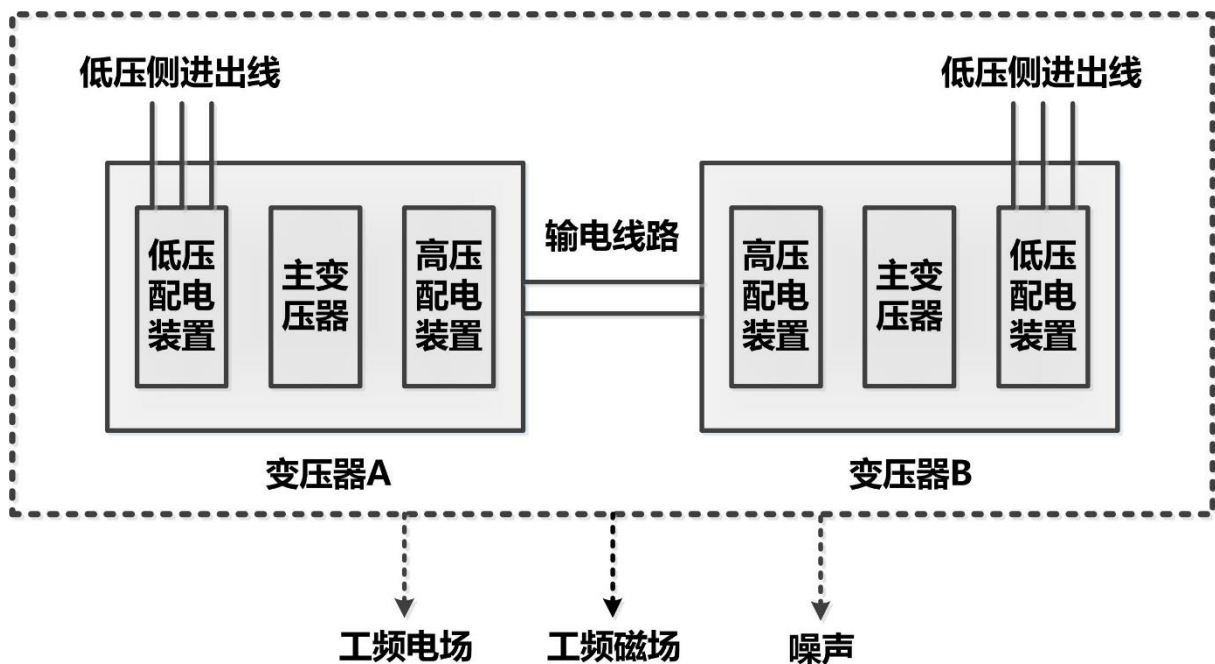 低压侧进出线
低压侧进出线
低压
配电
装置
主变
压器
高压
配电
装置
输电线路
高压
配电
装置
主变
压器
低压
配电
装置
变压器A
变压器B
工频电场
工频磁场
噪声